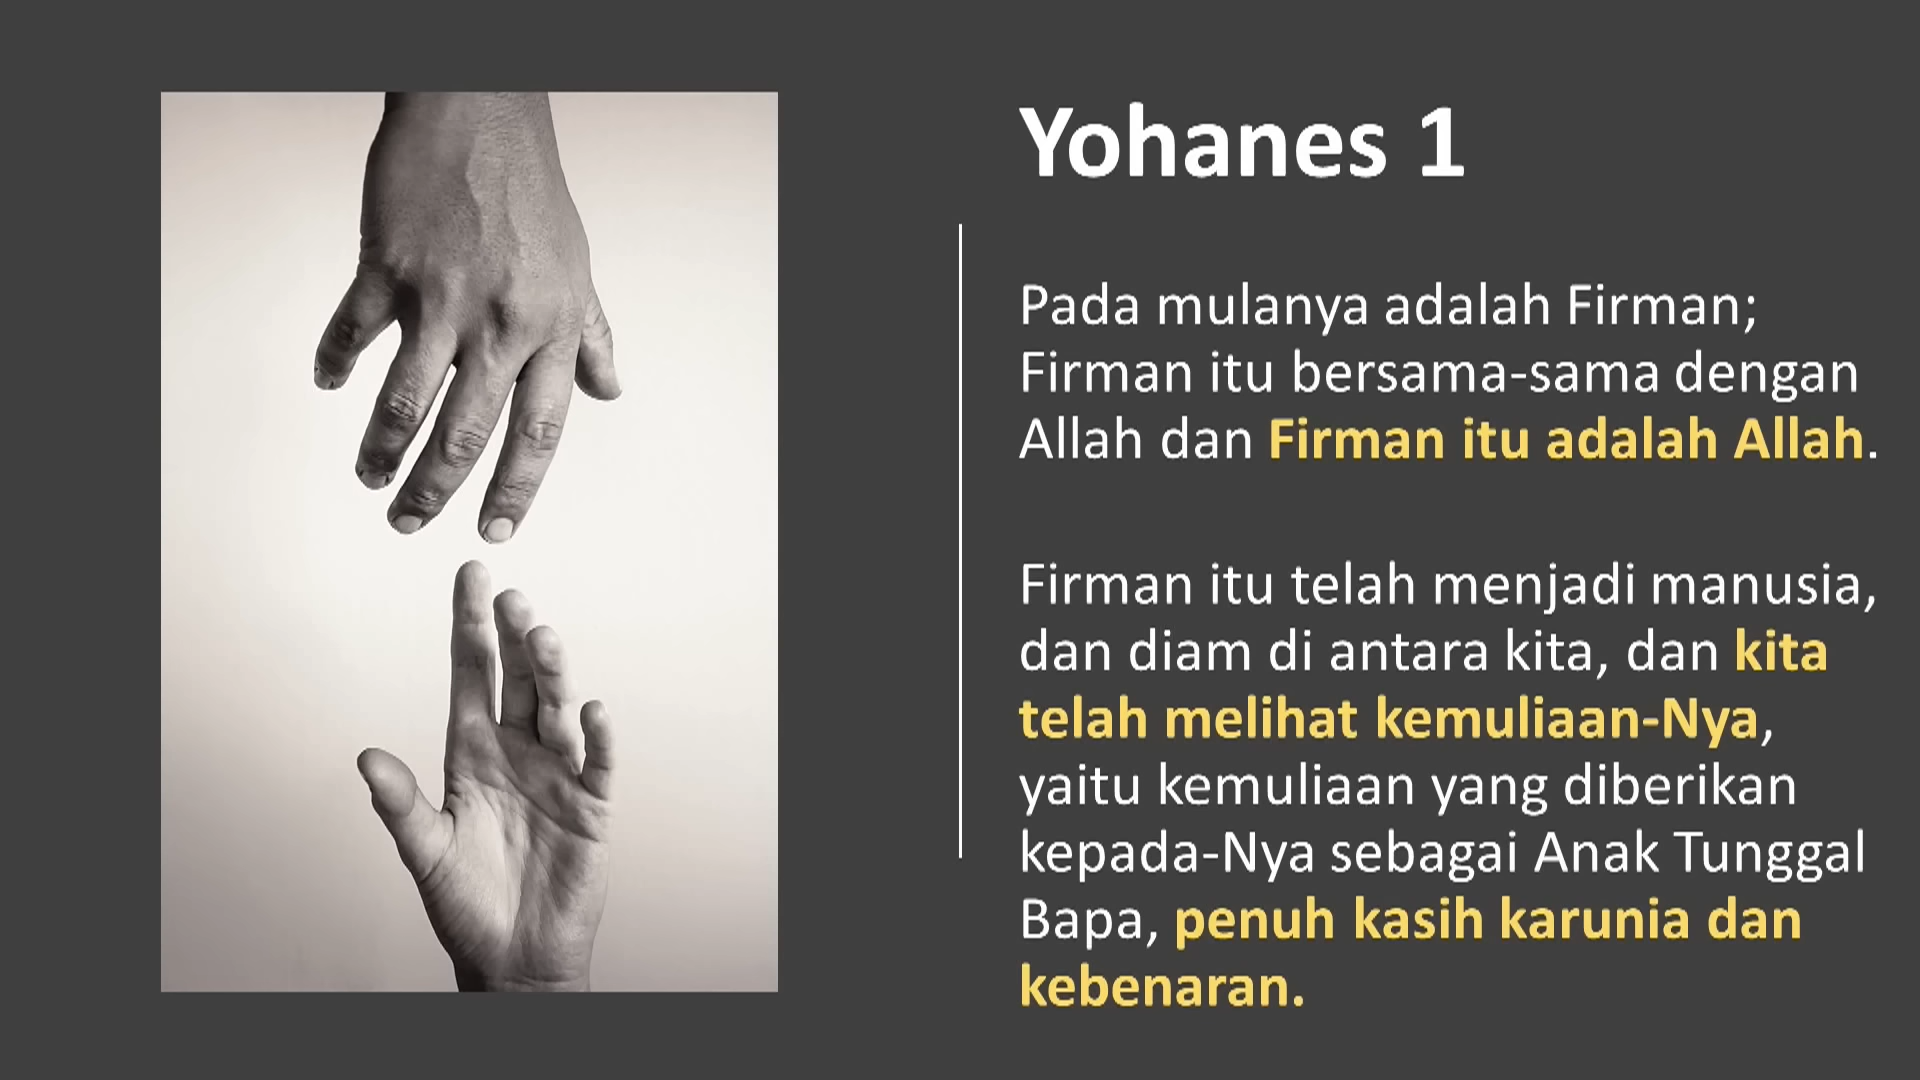 Yohanes 1
Pada mulanya adalah Firman;
Firman itu bersama-sama dengan
Allah dan Firman itu adalah Allah.
Firman itu telah menjadi manusia,
dan diam di antara kita, dan kita
telah melihat kemuliaan-Nya,
yaitu kemuliaan yang diberikan
kepada-Nya sebagai Anak Tunggal
Bapa, penuh kasih karunia dan
kebenaran.